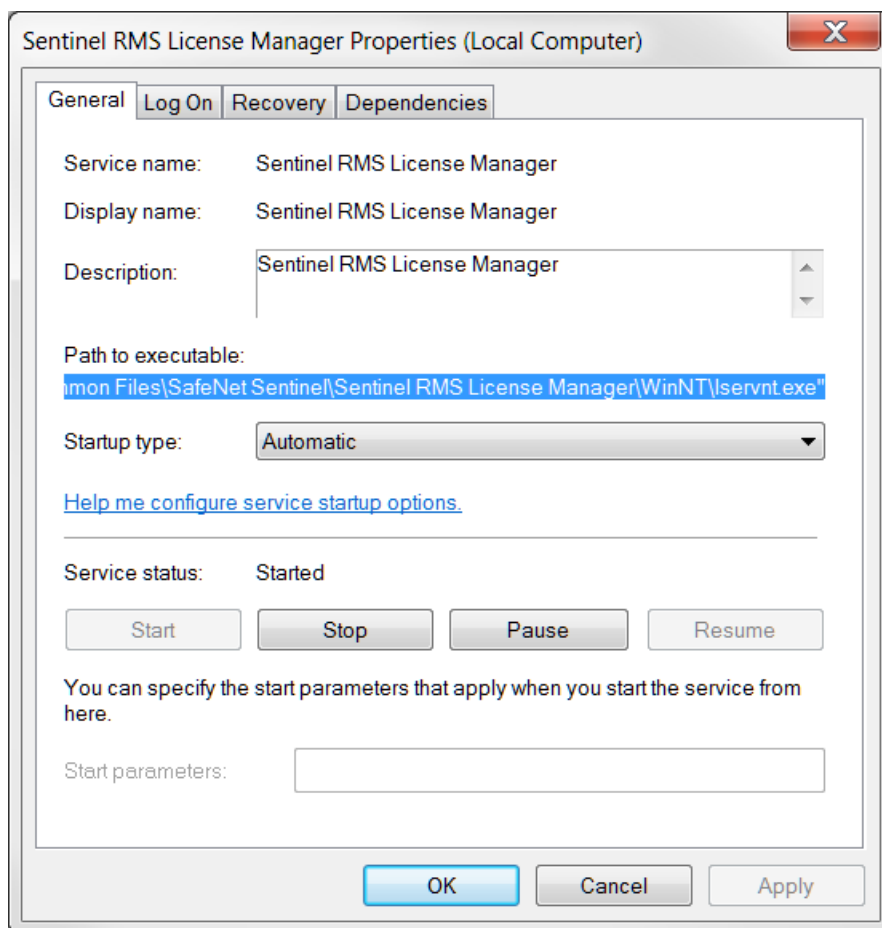 Sentinel RMS License Manager Properties (Local Computer)
General Log On Recovery Dependencies
Service name: Sentinel RMS License Manager
Display name: Sentinel RMS License Manager
Description: Sentinel RMS License Manager
Path to executable:
mon Files\SafeNet Sentinel\Sentinel RMS License Manager\WinNT\lservnt.exe"
Startup type: Automatic
Help me configure service startup options.
Service status: Started
Start Stop Pause Resume
You can specify the start parameters that apply when you start the service from
here.
Start parameters:
OK Cancel Apply